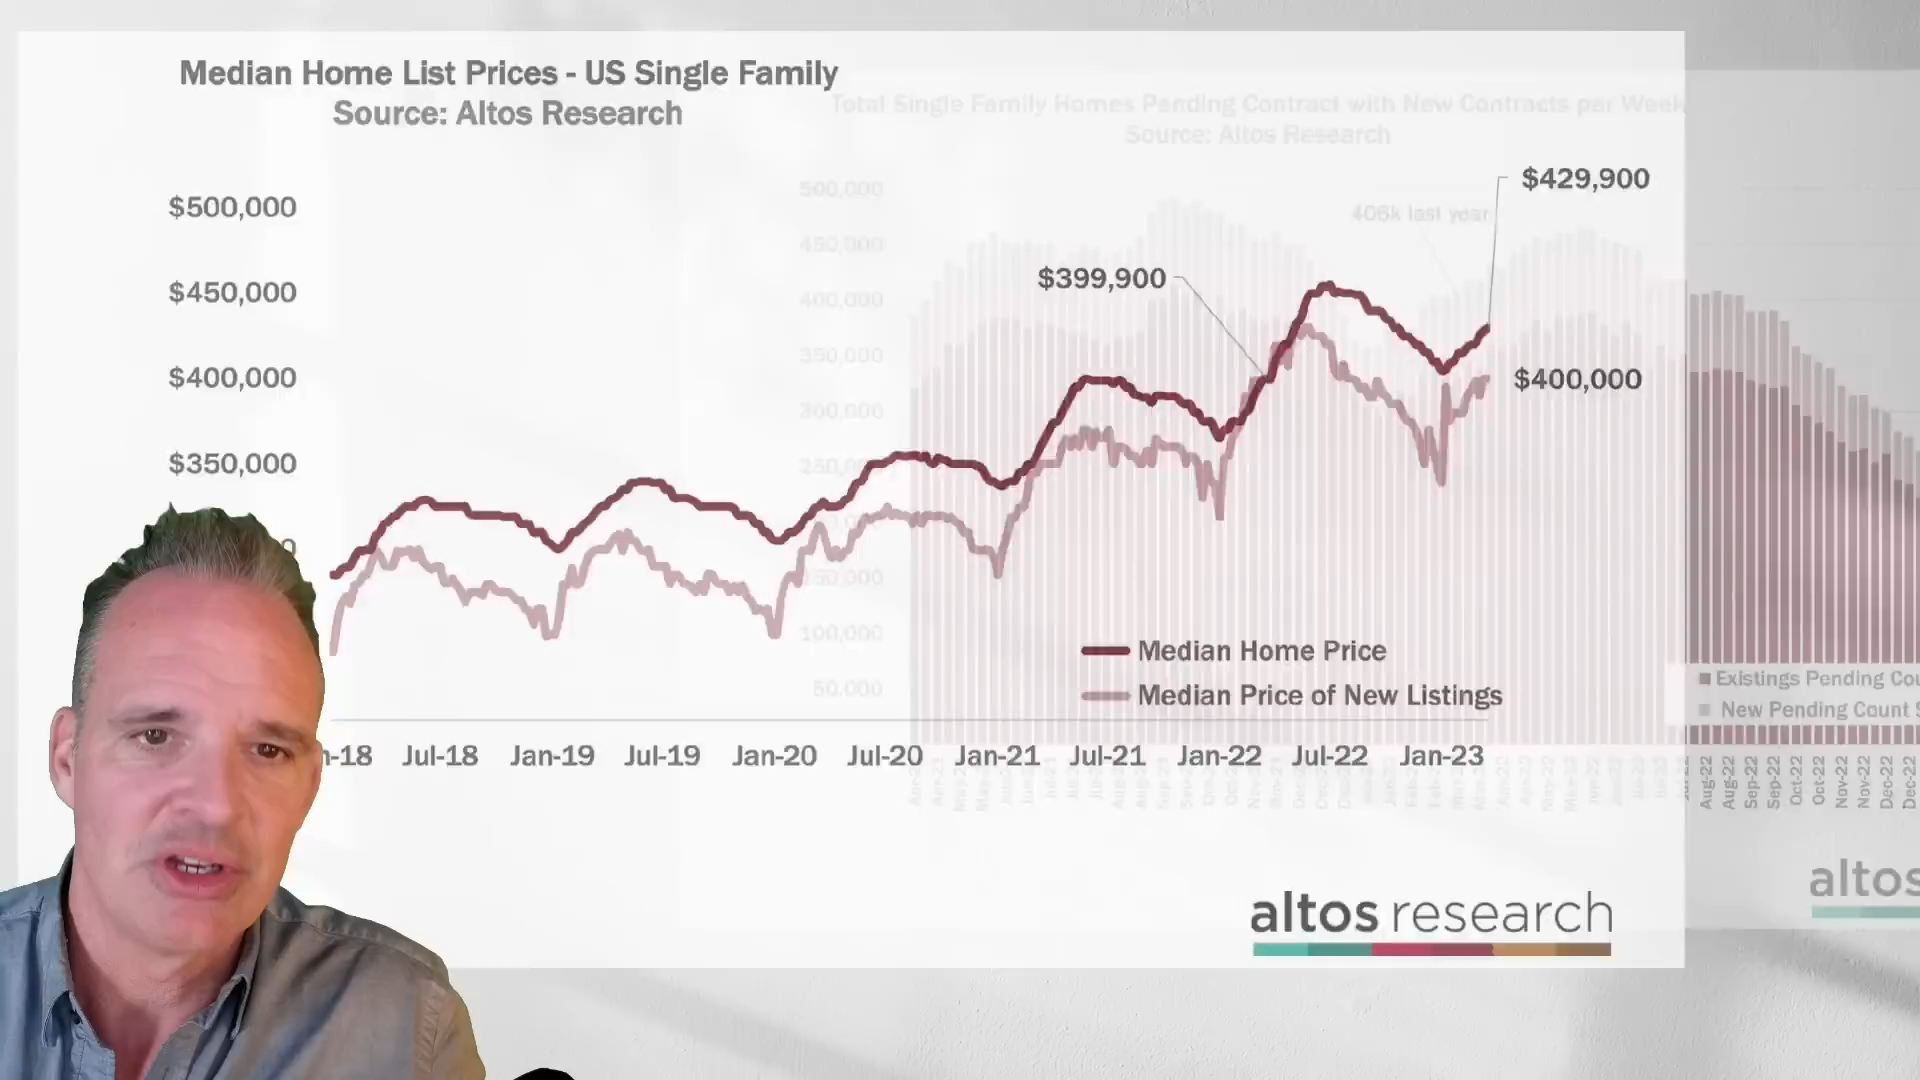 Median Home List Prices - US Single Family
Source: Altos Research
Total Single Family Homes Pending Contract with New Contracts per Week
Source: Altos Research
$500,000
$450,000
$400,000
$350,000
500,000
450,000
400,000
350,000
300,000
100,000
50,000
406k last year
$429,900
$399,900
$400,000
Median Home Price
Median Price of New Listings
Existings Pending Cou
New Pending Count S
n-18 Jul-18 Jan-19 Jul-19 Jan-20 Jul-20 Jan-21 Jul-21 Jan-22 Jul-22 Jan-23
Aug-22 Aug-22 Sep-22 Sep-22 Oct-22 Oct-22 Nov-22 Nov-22 Dec-22 Dec-22
altos research
altos